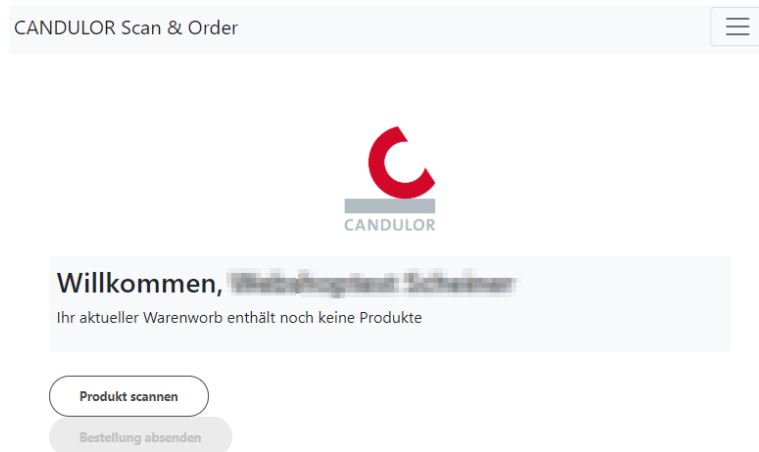 CANDULOR Scan & Order
CANDULOR
Willkommen,
Ihr aktueller Warenworb enthält noch keine Produkte
Produkt scannen
Bestellung absenden